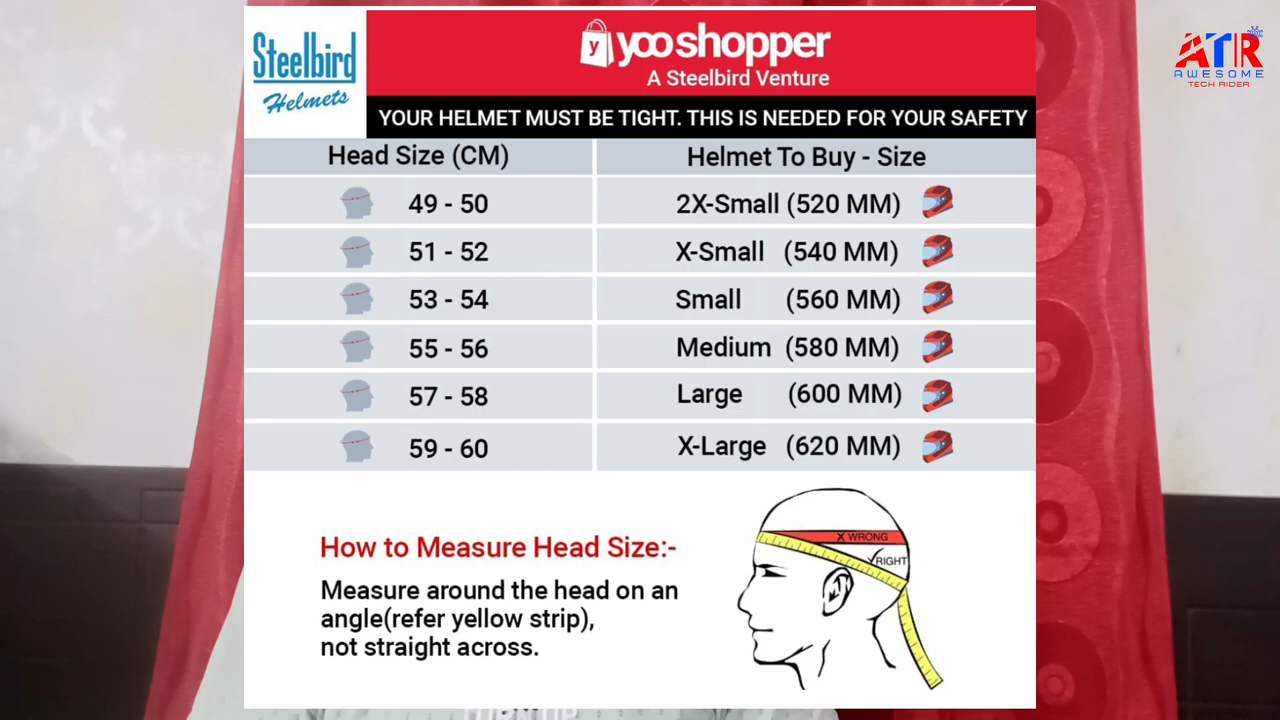 Steelbird
Helmets
y yoo shopper
A Steelbird Venture
ATR
AWESOME
TECH RIDER
YOUR HELMET MUST BE TIGHT. THIS IS NEEDED FOR YOUR SAFETY
Head Size (CM) Helmet To Buy - Size
49 - 50 2X-Small (520 MM)
51 - 52 X-Small (540 MM)
53 - 54 Small (560 MM)
55 - 56 Medium (580 MM)
57 - 58 Large (600 MM)
59 - 60 X-Large (620 MM)
How to Measure Head Size:-
Measure around the head on an
angle(refer yellow strip),
not straight across.
X WRONG
RIGHT